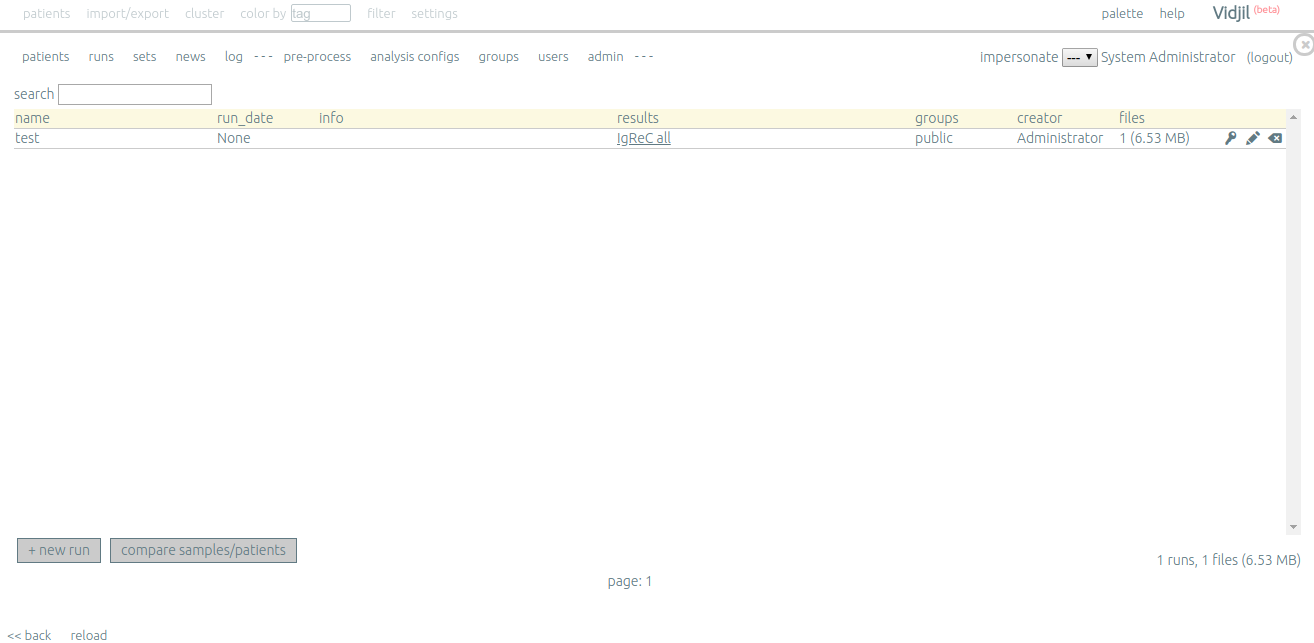 patients import/export cluster color by tag filter settings palette help Vidjil (beta)
patients runs sets news log --- pre-process analysis configs groups users admin --- impersonate --- ▼ System Administrator (logout)
search
name run_date info results groups creator files
test None IgReC all public Administrator 1 (6.53 MB)
+ new run compare samples/patients
1 runs, 1 files (6.53 MB)
page: 1
<< back reload